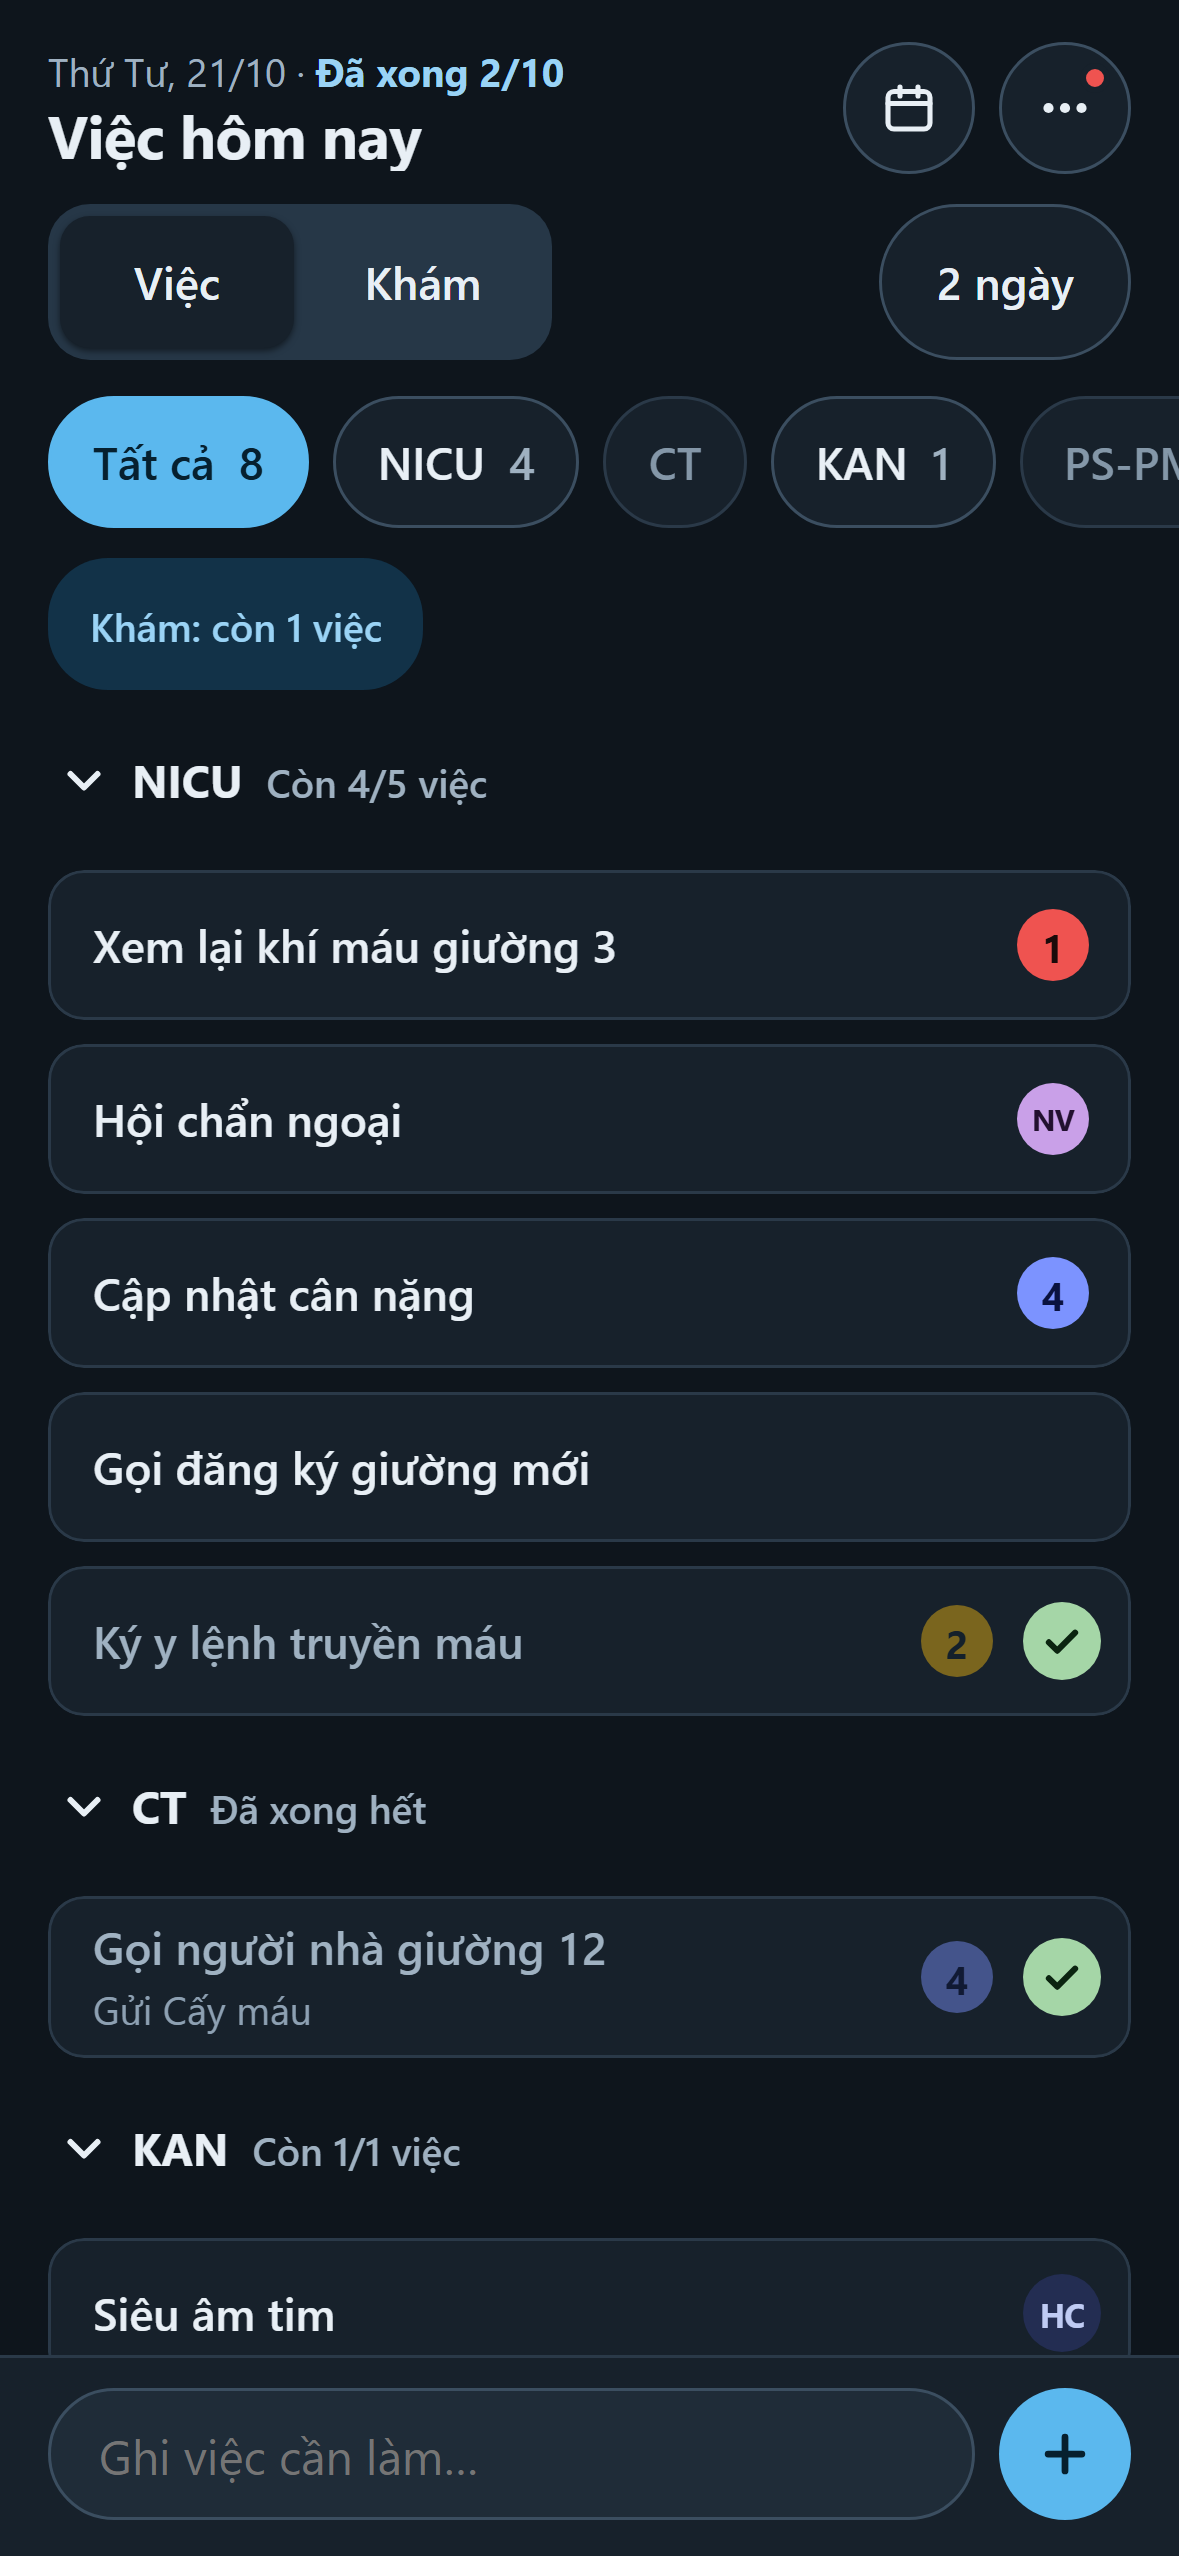 Thứ Tư, 21/10 · Đã xong 2/10
Việc hôm nay
Việc
Khám
2 ngày
Tất cả 8
NICU 4
CT
KAN 1
PS-PM
Khám: còn 1 việc
NICU Còn 4/5 việc
Xem lại khí máu giường 3
1
Hội chẩn ngoại
NV
Cập nhật cân nặng
4
Gọi đăng ký giường mới
Ký y lệnh truyền máu
2
CT Đã xong hết
Gọi người nhà giường 12
Gửi Cấy máu
4
KAN Còn 1/1 việc
Siêu âm tim
HC
Ghi việc cần làm...